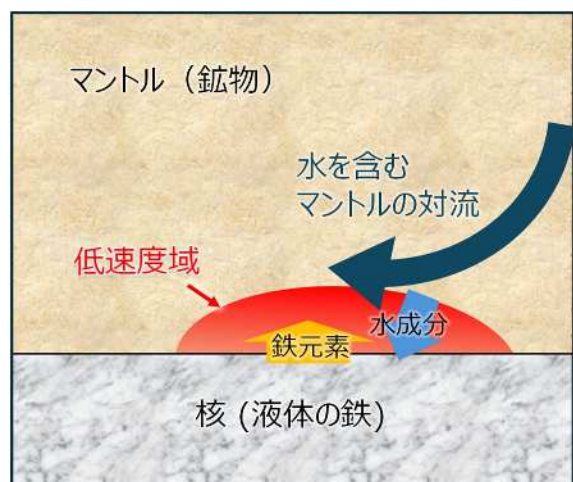 マントル（鉱物）
水を含む
マントルの対流
低速度域
水成分
鉄元素
核 (液体の鉄)